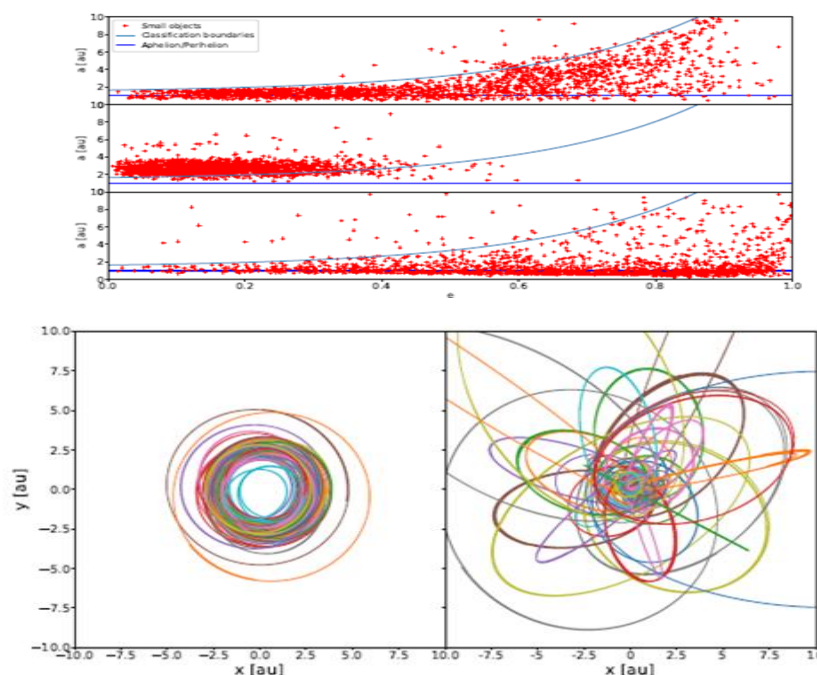 10
8
6
4
2
a [au]
Small objects
Classification boundaries
Aphelion/Perihelion
10
8
6
4
2
a [au]
10
8
6
4
2
0
a [au]
0.0 0.2 0.4 0.6 0.8 1.0
e
10.0
7.5
5.0
2.5
0.0
−2.5
−5.0
−7.5
−10.0
y [au]
−10.0 −7.5 −5.0 −2.5 0.0 2.5 5.0 7.5 10.0 -7.5 -5 -2.5 0 2.5 5.0 7.5 10
x [au] x [au]